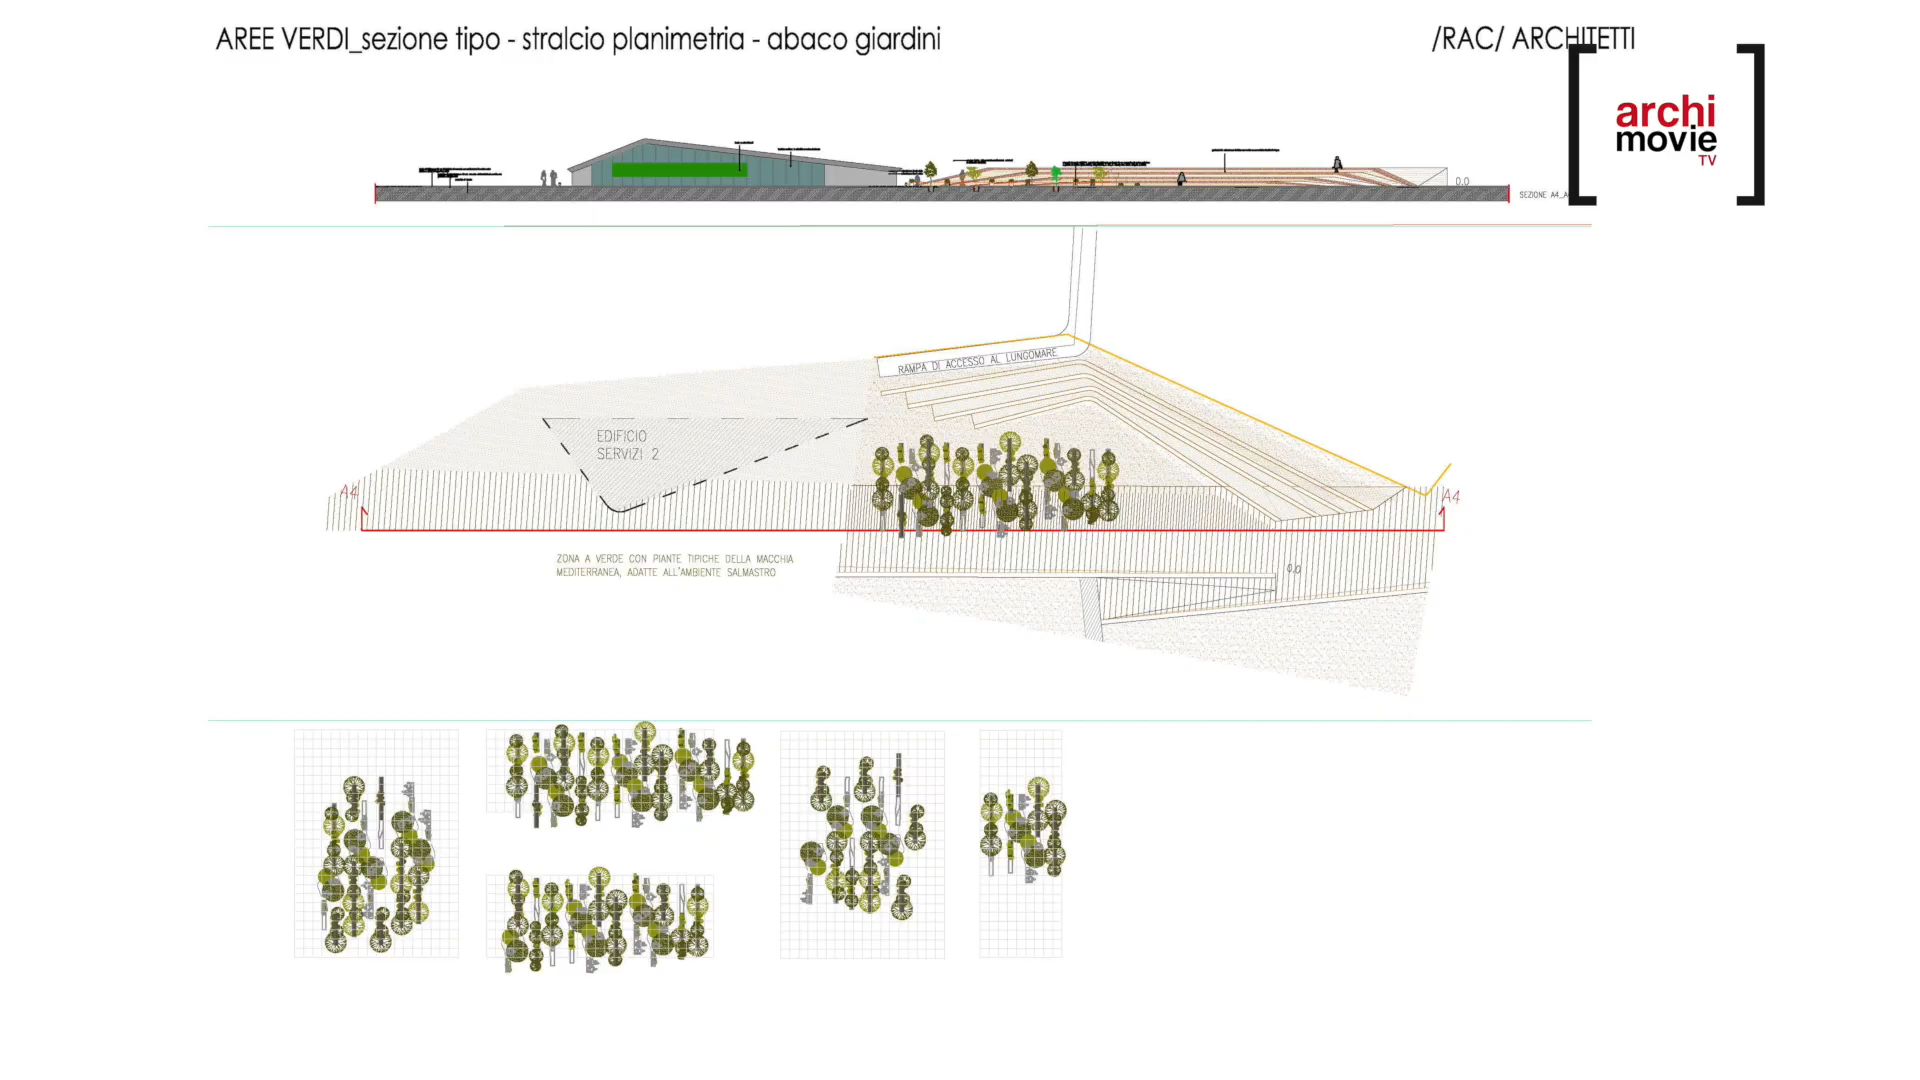 AREE VERDI_sezione tipo - stralcio planimetria - abaco giardini
/RAC/ ARCHITETTI
archi
movie
TV
0.0
SEZIONE A4_A
RAMPA DI ACCESSO AL LUNGOMARE
EDIFICIO
SERVIZI 2
A4
A4
ZONA A VERDE CON PIANTE TIPICHE DELLA MACCHIA
MEDITERRANEA, ADATTE ALL'AMBIENTE SALMASTRO
0.0